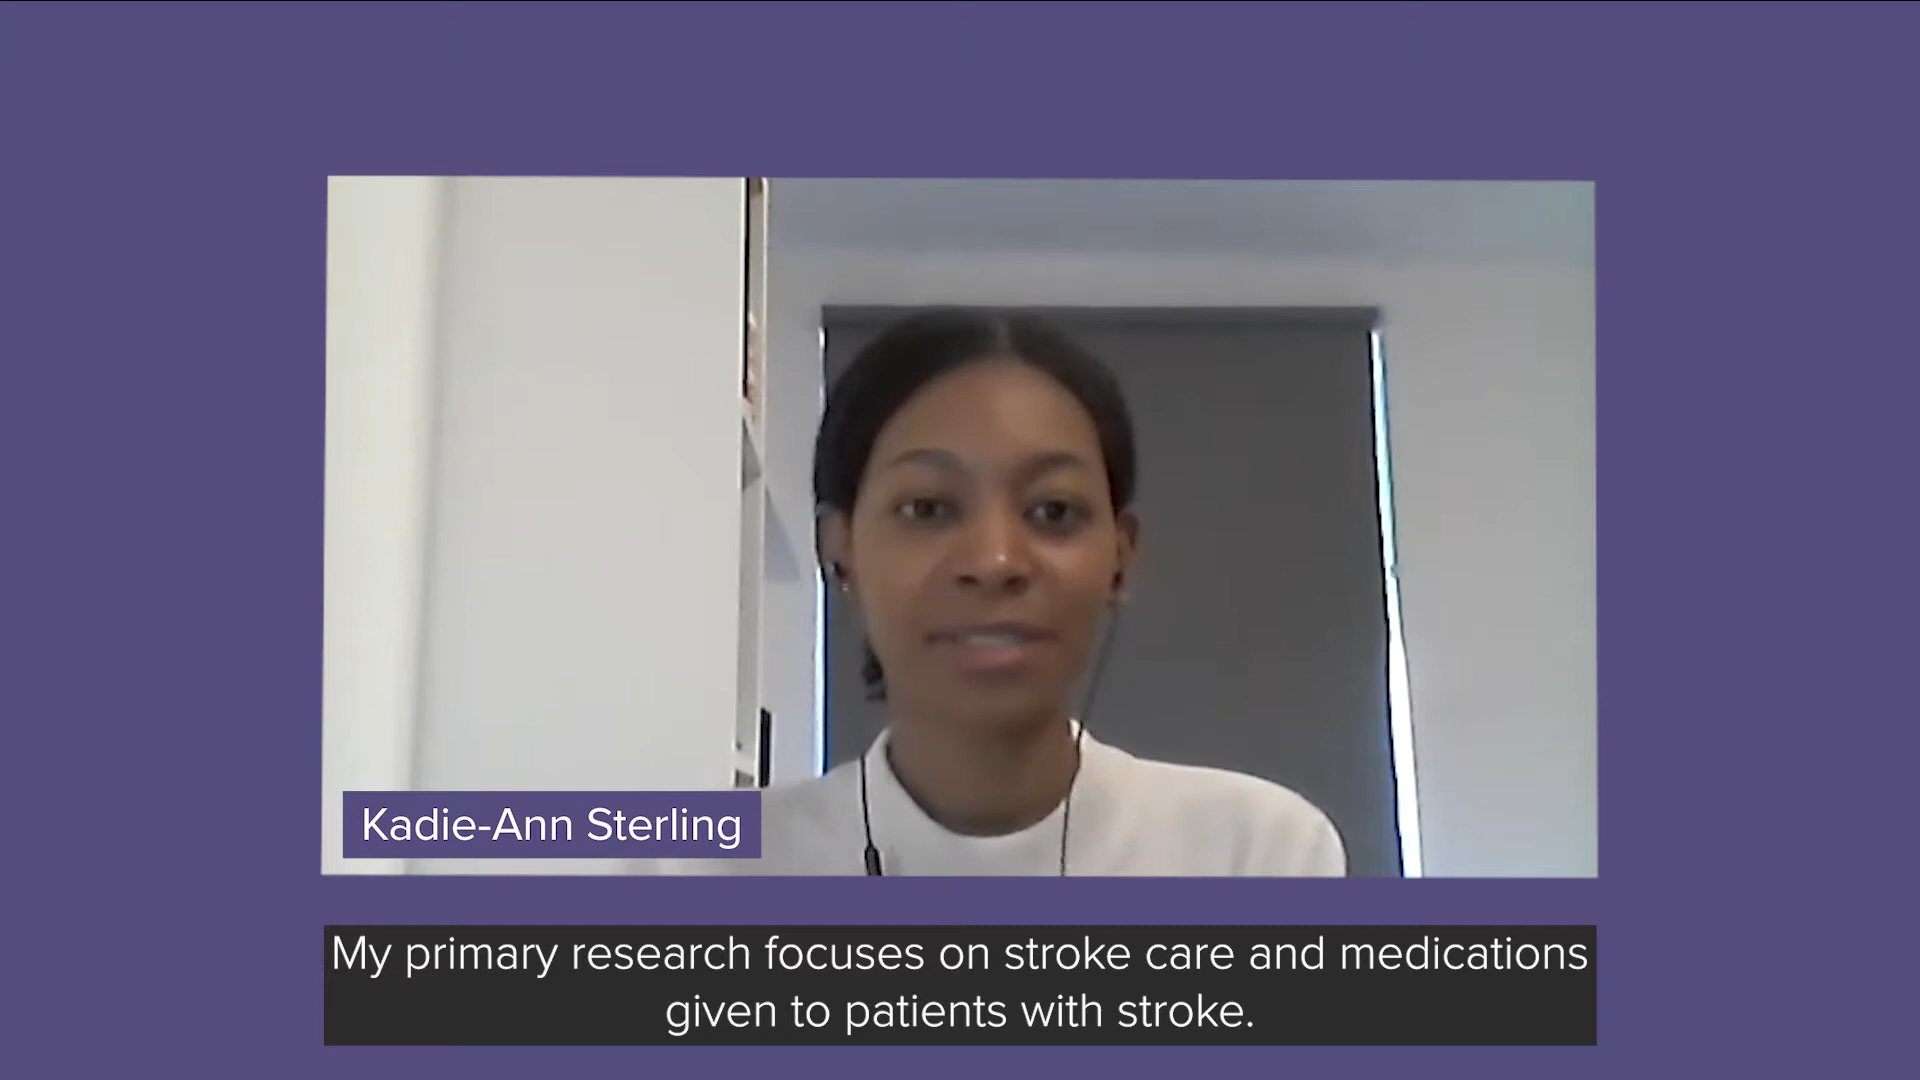 Kadie-Ann Sterling
My primary research focuses on stroke care and medications
given to patients with stroke.